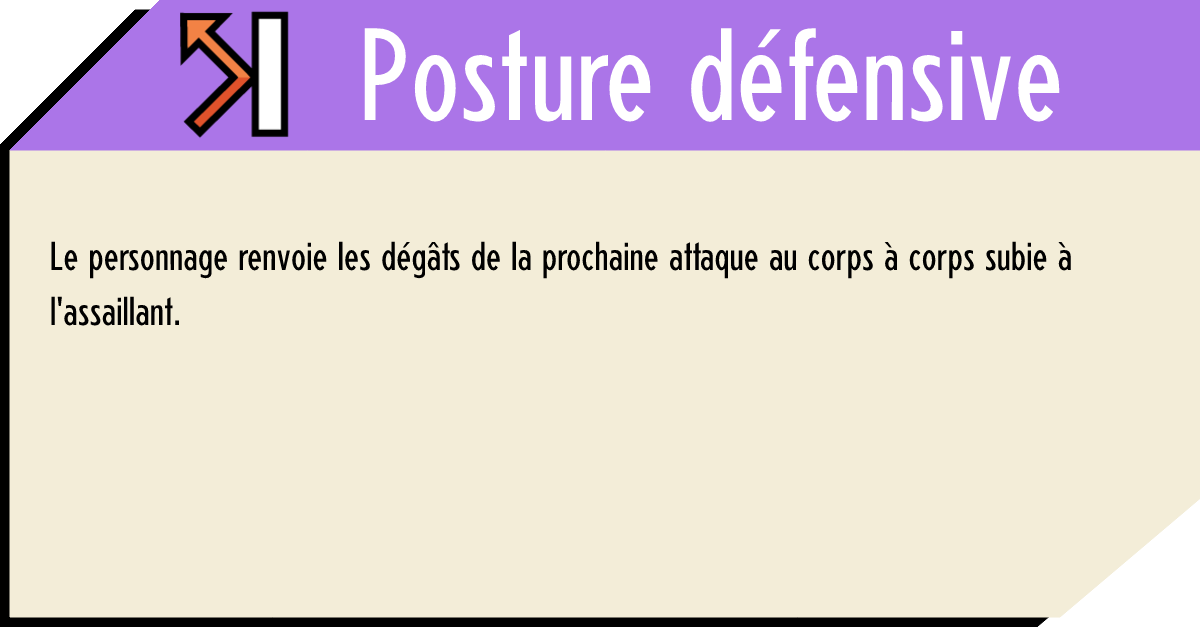 Posture défensive
Le personnage renvoie les dégâts de la prochaine attaque au corps à corps subie à
l'assaillant.